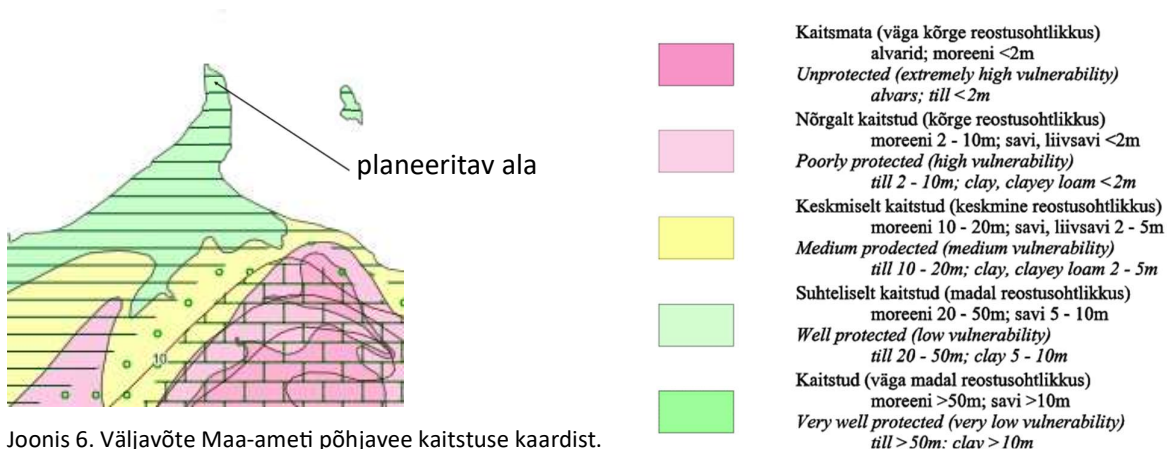 planeeritav ala
10
Joonis 6. Väljavõte Maa-ameti põhjavee kaitstuse kaardist.
Kaitsmata (väga kõrge reostusohtlikkus)
alvarid; moreeni <2m
Unprotected (extremely high vulnerability)
alvars; till <2m
Nõrgalt kaitstud (kõrge reostusohtlikkus)
moreeni 2 - 10m; savi, liivsavi <2m
Poorly protected (high vulnerability)
till 2 - 10m; clay, clayey loam <2m
Keskmiselt kaitstud (keskmine reostusohtlikkus)
moreeni 10 - 20m; savi, liivsavi 2 - 5m
Medium prodected (medium vulnerability)
till 10 - 20m; clay, clayey loam 2 - 5m
Suhteliselt kaitstud (madal reostusohtlikkus)
moreeni 20 - 50m; savi 5 - 10m
Well protected (low vulnerability)
till 20 - 50m; clay 5 - 10m
Kaitstud (väga madal reostusohtlikkus)
moreeni >50m; savi >10m
Very well protected (very low vulnerability)
till >50m; clay >10m